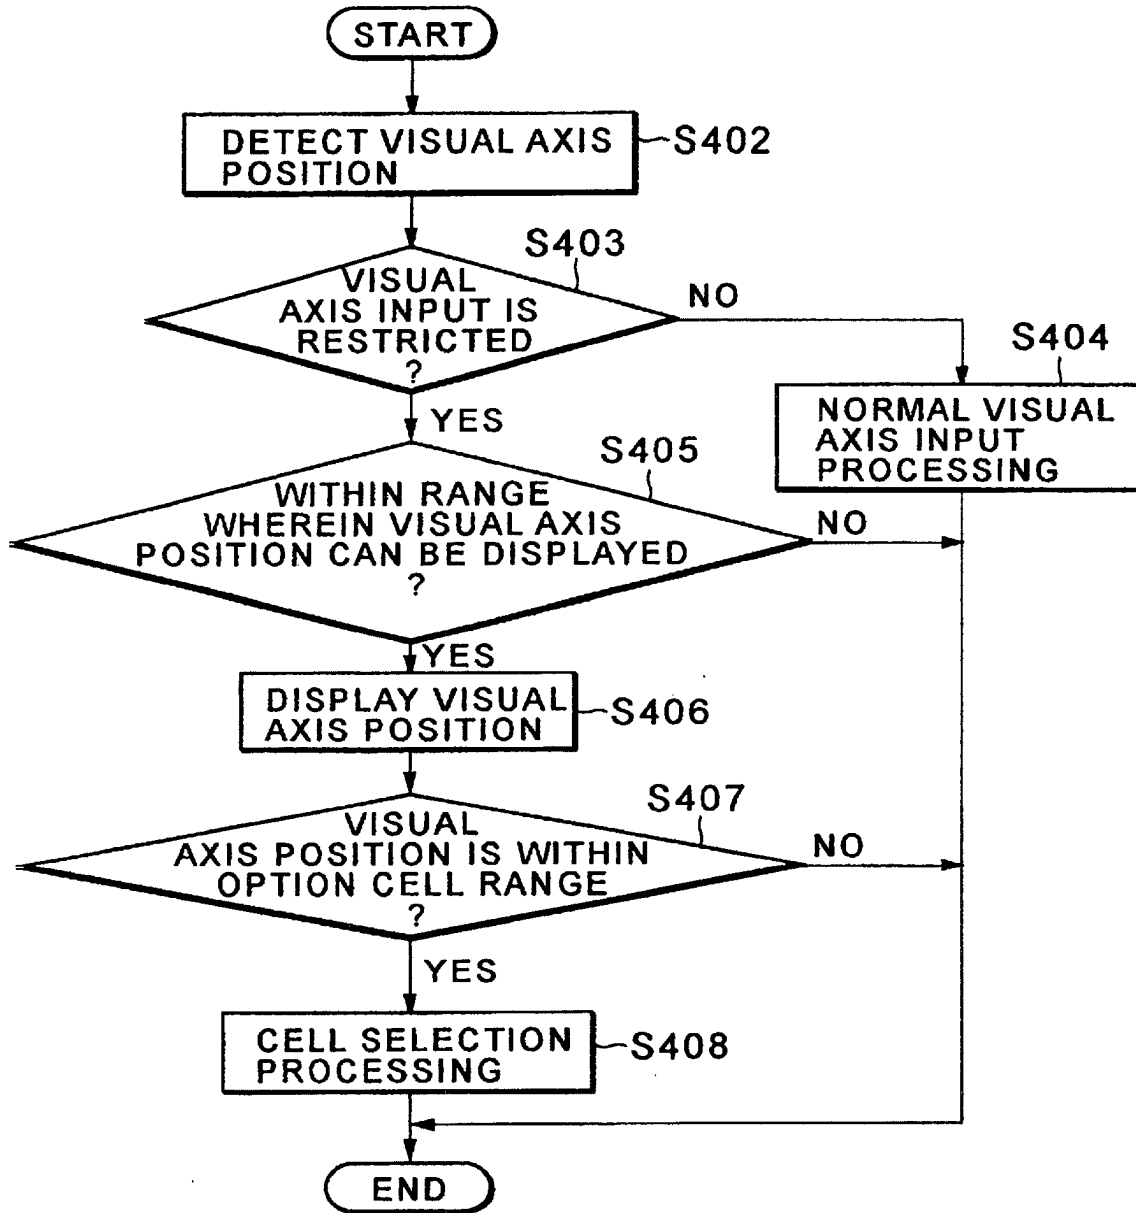 START
DETECT VISUAL AXIS
POSITION
S402
S403
VISUAL
AXIS INPUT IS
RESTRICTED
?
NO
YES
S404
NORMAL VISUAL
AXIS INPUT
PROCESSING
S405
WITHIN RANGE
WHEREIN VISUAL AXIS
POSITION CAN BE DISPLAYED
?
NO
YES
DISPLAY VISUAL
AXIS POSITION
S406
S407
VISUAL
AXIS POSITION IS WITHIN
OPTION CELL RANGE
?
NO
YES
CELL SELECTION
PROCESSING
S408
END